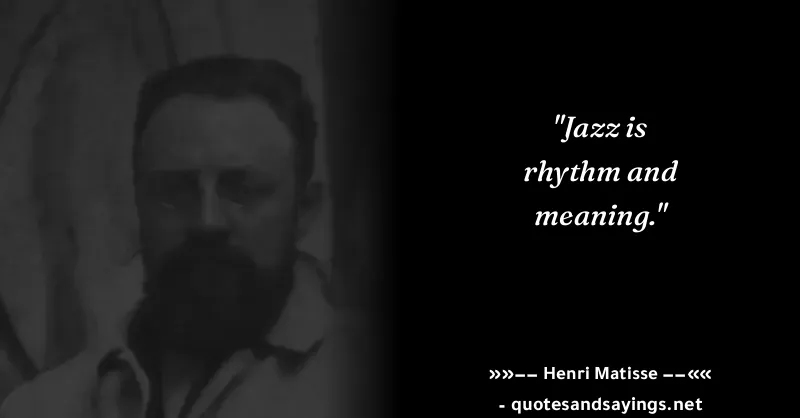 "Jazz is
rhythm and
meaning."
»»−− Henri Matisse −−««
- quotesandsayings.net